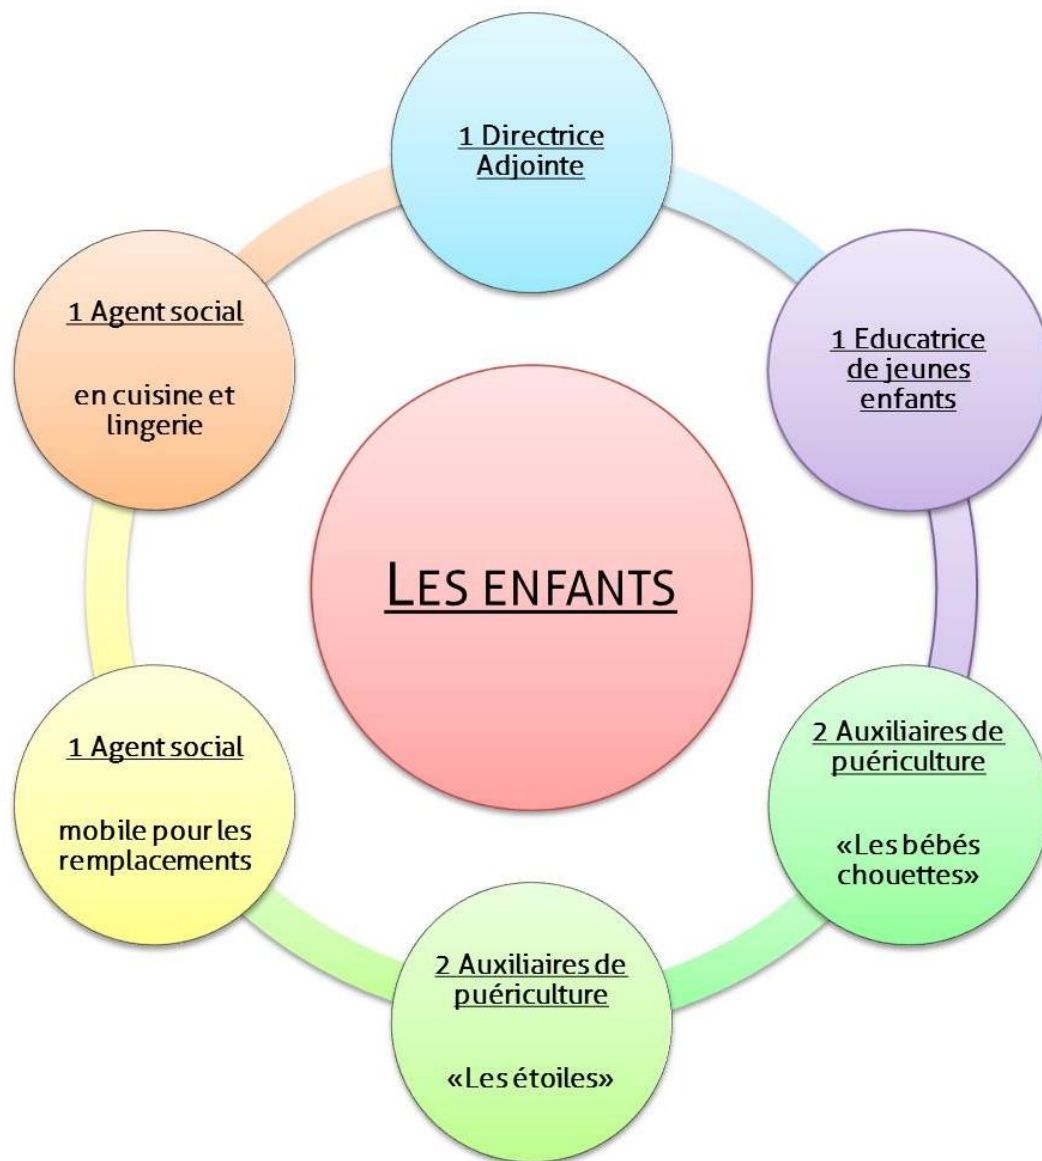 1 Directrice
Adjointe
1 Educatrice
de jeunes
enfants
2 Auxiliaires de
puériculture
«Les bébés
chouettes»
2 Auxiliaires de
puériculture
«Les étoiles»
1 Agent social
mobile pour les
remplacements
1 Agent social
en cuisine et
lingerie
LES ENFANTS